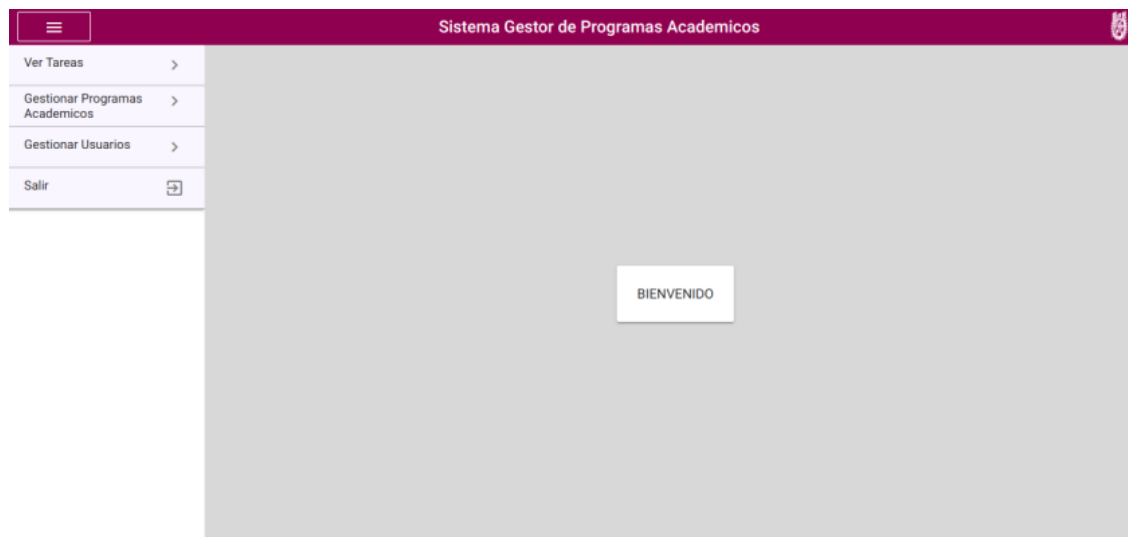 Sistema Gestor de Programas Academicos
Ver Tareas
Gestionar Programas
Academicos
Gestionar Usuarios
Salir
BIENVENIDO